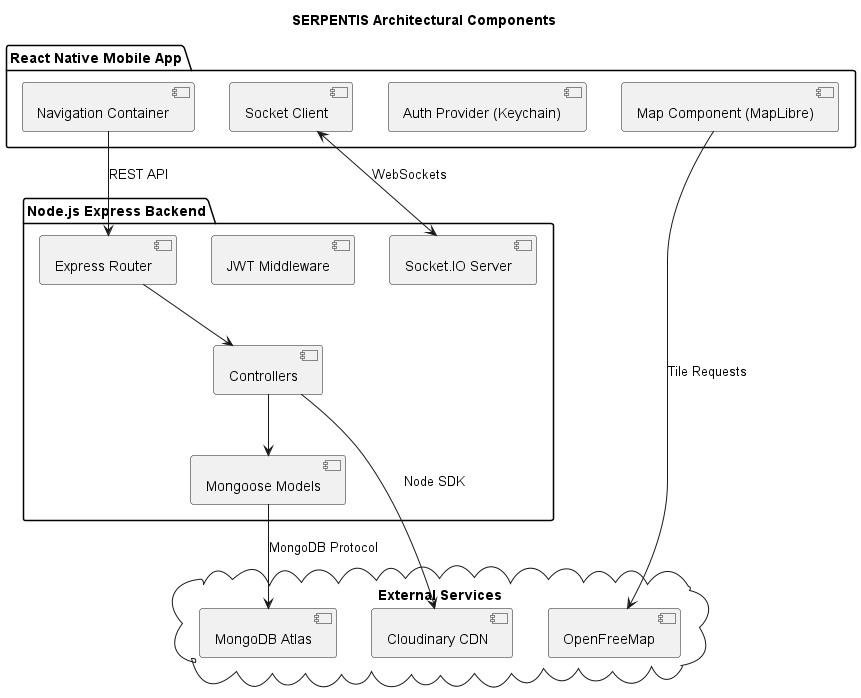 SERPENTIS Architectural Components
React Native Mobile App
Navigation Container
Socket Client
Auth Provider (Keychain)
Map Component (MapLibre)
REST API
WebSockets
Node.js Express Backend
Express Router
JWT Middleware
Socket.IO Server
Controllers
Tile Requests
Mongoose Models
Node SDK
MongoDB Protocol
External Services
MongoDB Atlas
Cloudinary CDN
OpenFreeMap